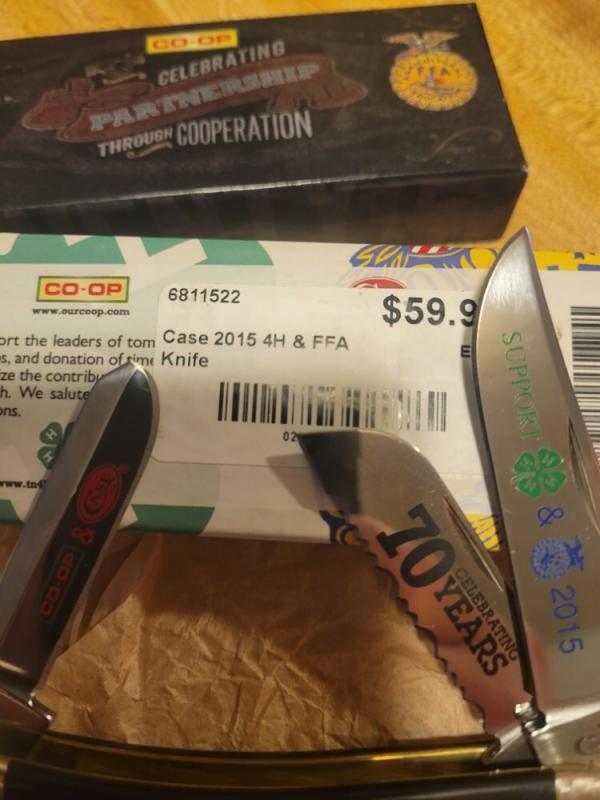 CO-OP
CELEBRATING
PARTNERSHIP
THROUGH COOPERATION
CO-OP
www.ourcoop.com
ort the leaders of tom
s, and donation of time
ze the contribu
h. We salute
ons.
6811522
$59.9
Case 2015 4H & FFA
Knife
E
02
CO-OP & CASE
70
CELEBRATING
YEARS
SUPPORT
H H H H
& 2015